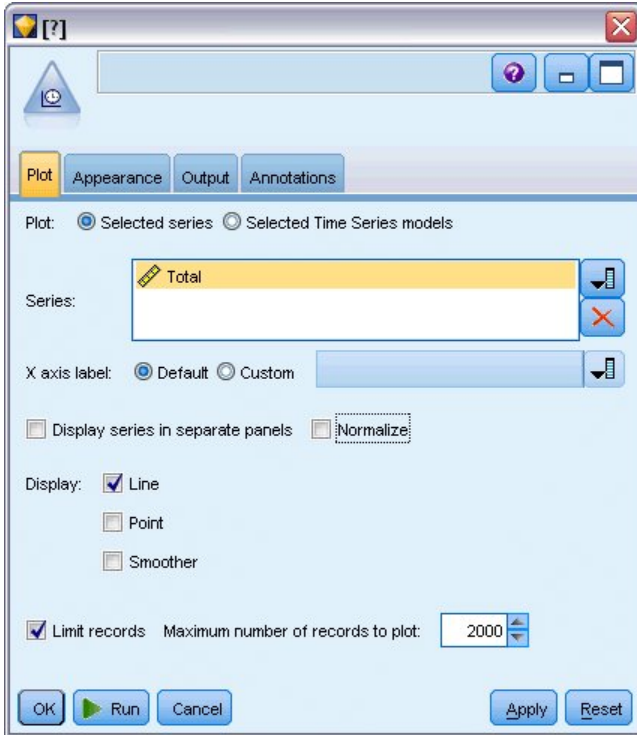 [?]
Plot Appearance Output Annotations
Plot: Selected series Selected Time Series models
Series: Total
X axis label: Default Custom
Display series in separate panels Normalize
Display: Line
Point
Smoother
Limit records Maximum number of records to plot: 2000
OK Run Cancel Apply Reset